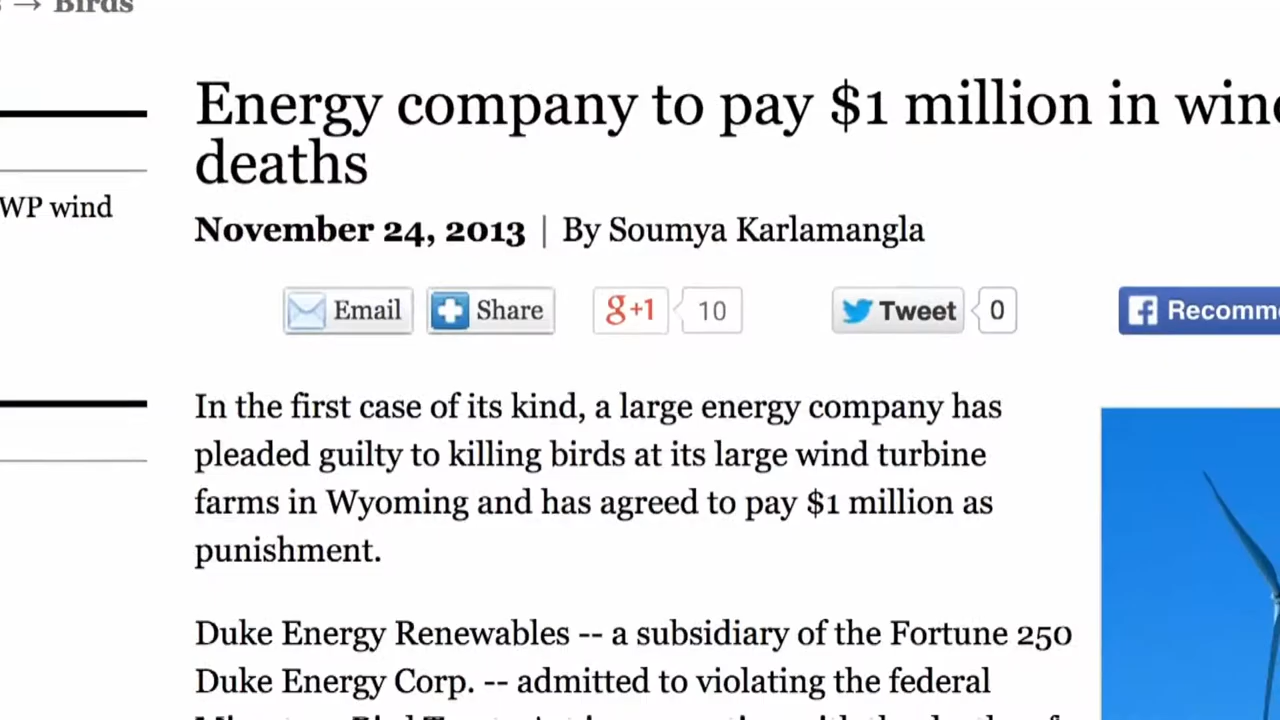 → Birds
Energy company to pay $1 million in
deaths
WP wind
November 24, 2013 | By Soumya Karlamangla
Email
Share
g+1
10
Tweet
0
In the first case of its kind, a large energy company has
pleaded guilty to killing birds at its large wind turbine
farms in Wyoming and has agreed to pay $1 million as
punishment.
Duke Energy Renewables -- a subsidiary of the Fortune 250
Duke Energy Corp. -- admitted to violating the federal